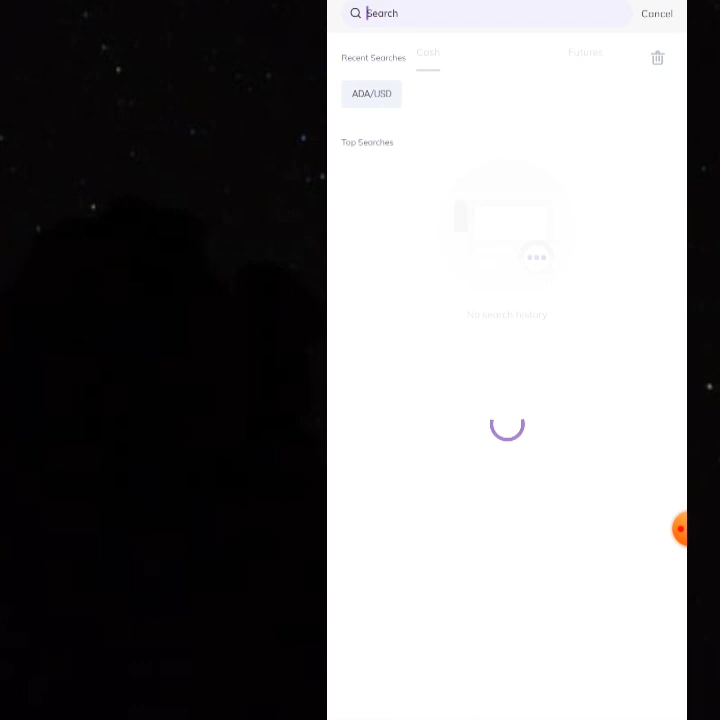 Search Cancel
Recent Searches Cash Futures
ADA/USD
Top Searches
No search history